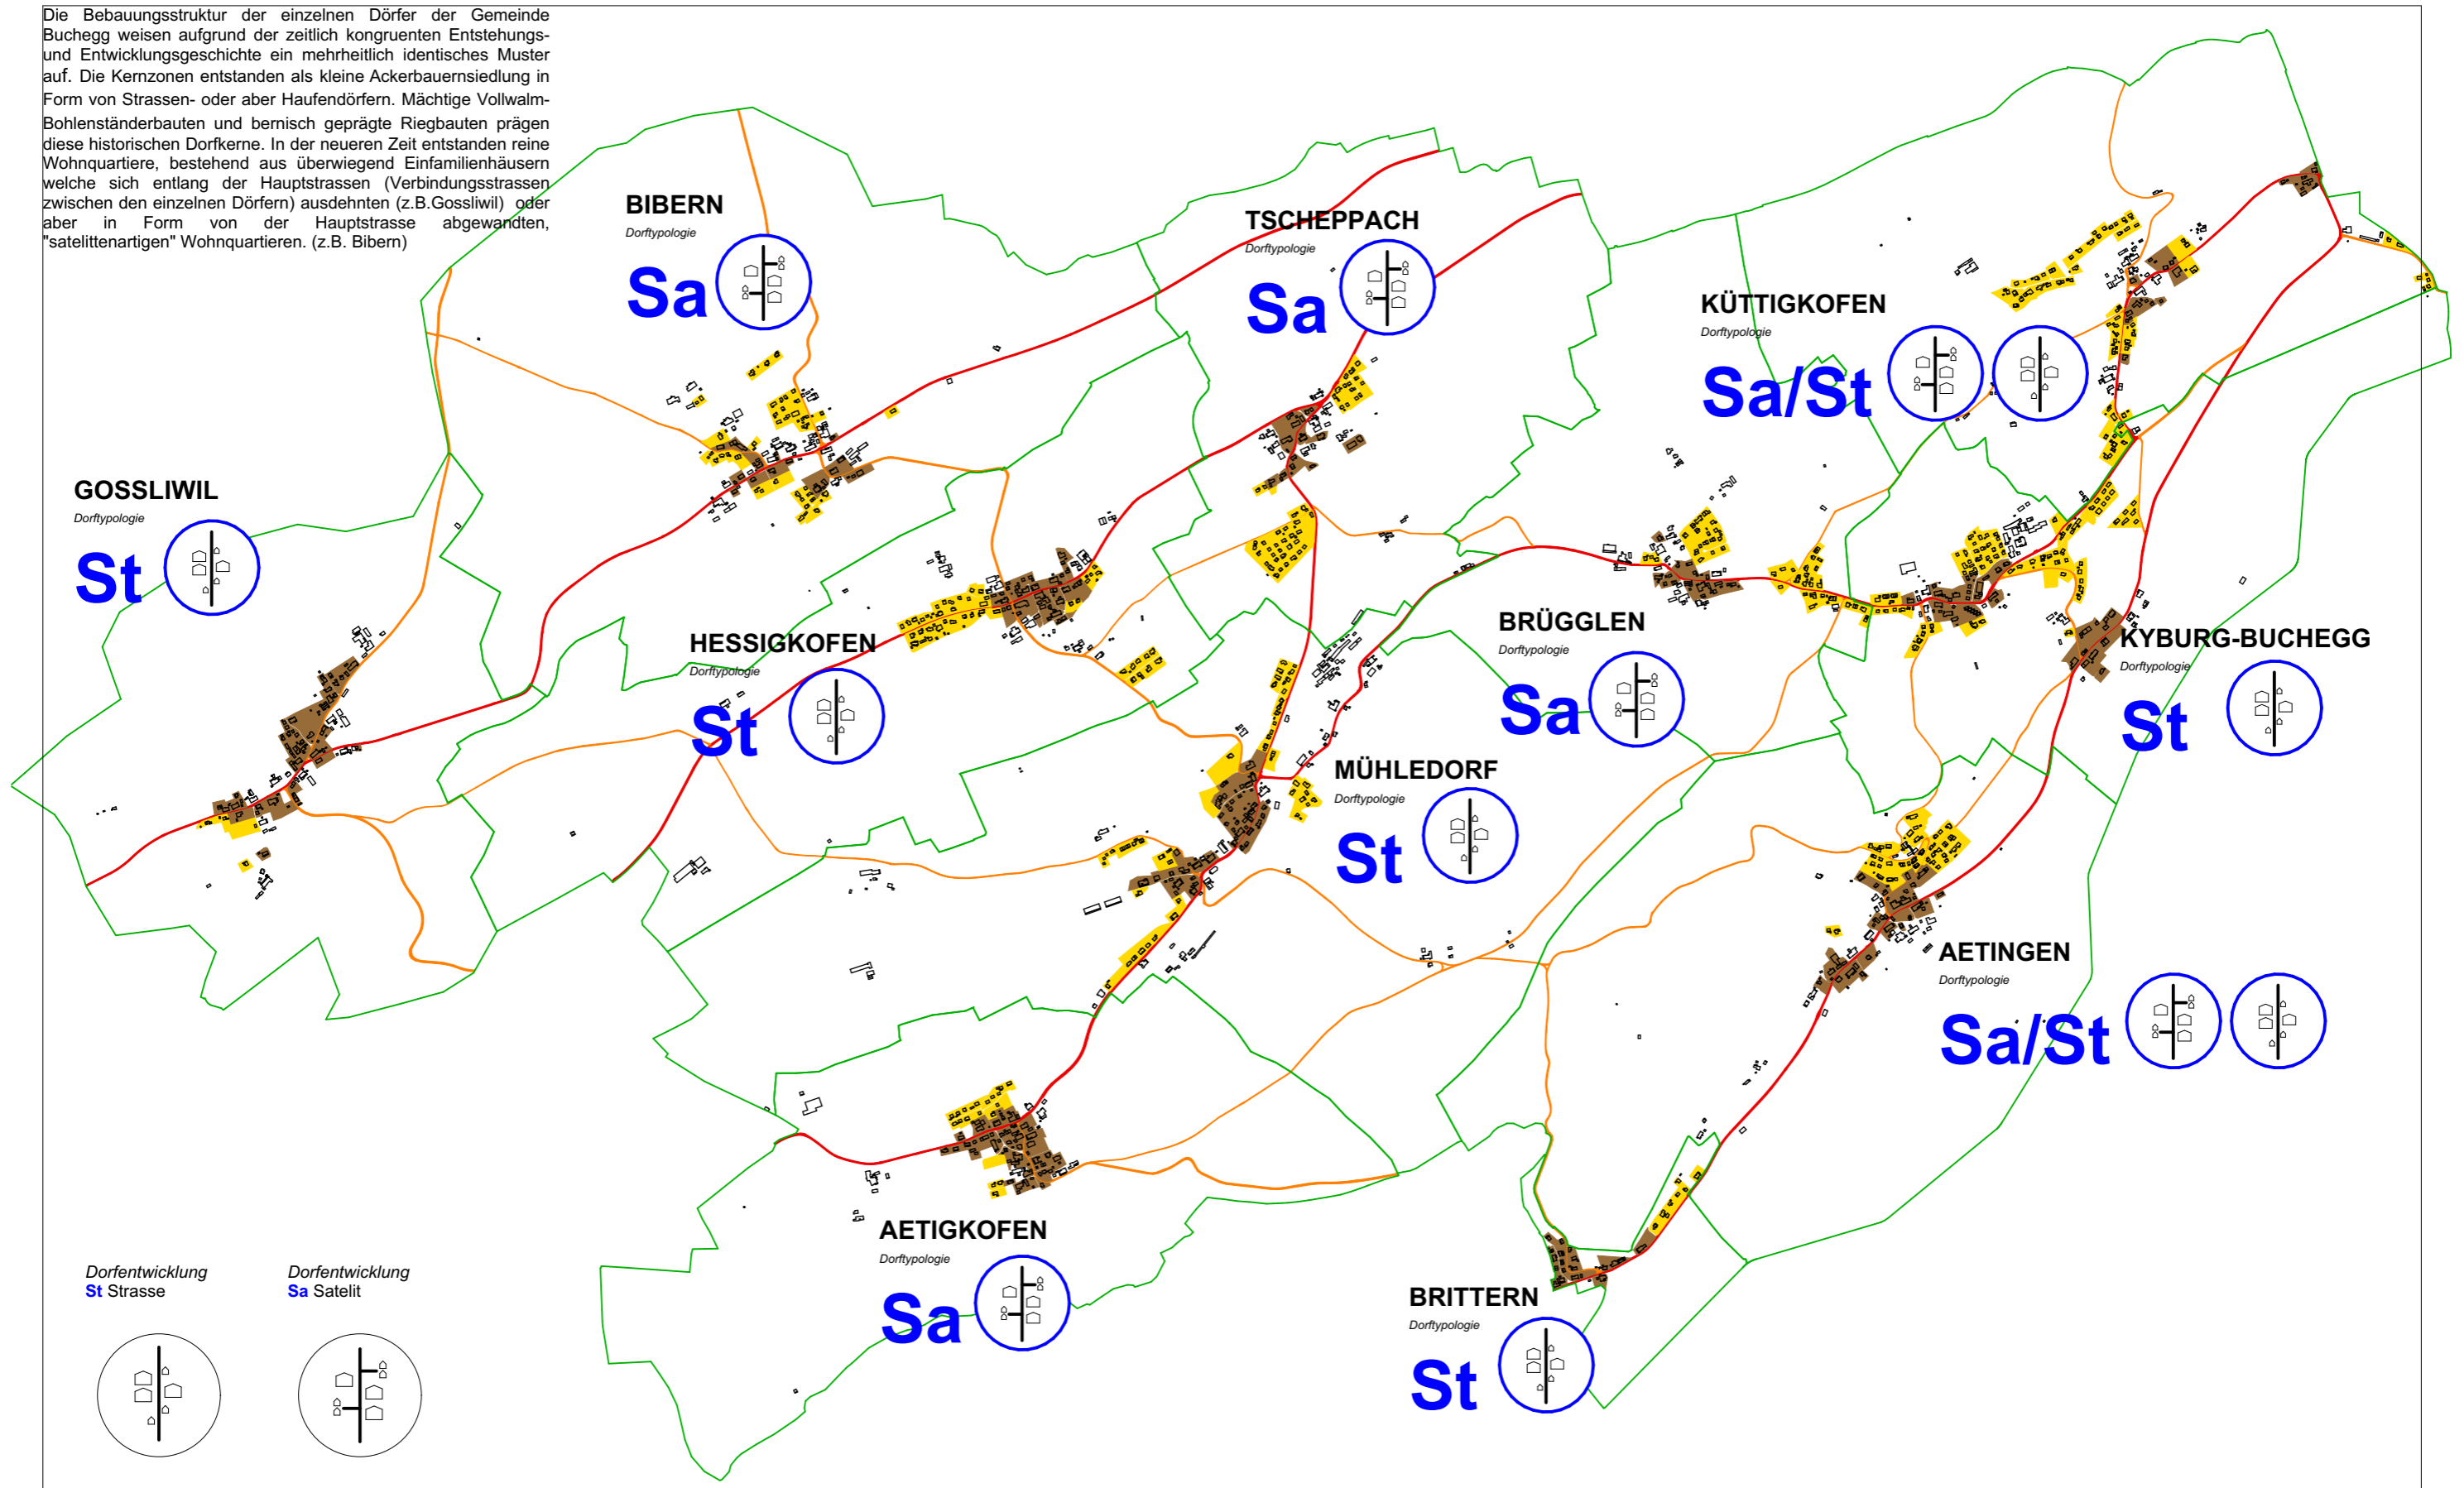 Die Bebauungsstruktur der einzelnen Dörfer der Gemeinde
Buchegg weisen aufgrund der zeitlich kongruenten Entstehungs-
und Entwicklungsgeschichte ein mehrheitlich identisches Muster
auf. Die Kernzonen entstanden als kleine Ackerbauernsiedlung in
Form von Strassen- oder aber Haufendörfern. Mächtige Vollwalm-
Bohlenständerbauten und bernisch geprägte Riegbauten prägen
diese historischen Dorfkerne. In der neueren Zeit entstanden reine
Wohnquartiere, bestehend aus überwiegend Einfamilienhäusern
welche sich entlang der Hauptstrassen (Verbindungsstrassen
zwischen den einzelnen Dörfern) ausdehnten (z.B.Gossliwil) oder
aber in Form von der Hauptstrasse abgewandten,
"satelittenartigen" Wohnquartieren. (z.B. Bibern)
BIBERN
Dorftypologie
Sa
TSCHEPPACH
Dorftypologie
Sa
KÜTTIGKOFEN
Dorftypologie
Sa/St
GOSSLIWIL
Dorftypologie
St
HESSIGKOFEN
Dorftypologie
St
BRÜGGLEN
Dorftypologie
Sa
KYBURG-BUCHEGG
Dorftypologie
St
MÜHLEDORF
Dorftypologie
St
AETINGEN
Dorftypologie
Sa/St
AETIGKOFEN
Dorftypologie
Sa
BRITTERN
Dorftypologie
St
Dorfentwicklung
St Strasse
Dorfentwicklung
Sa Satelit